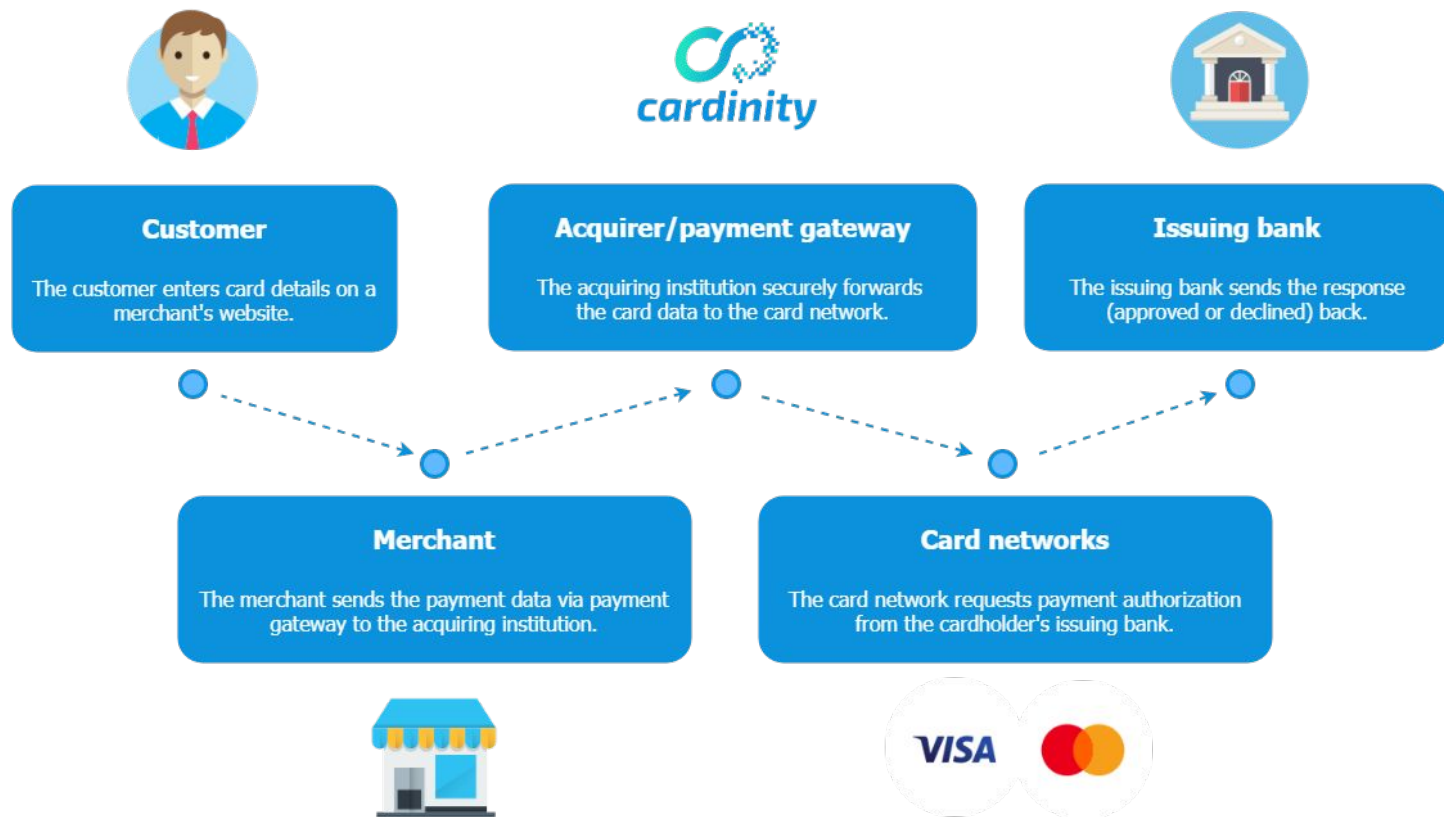 cardinity
Customer
The customer enters card details on a
merchant's website.
Acquirer/payment gateway
The acquiring institution securely forwards
the card data to the card network.
Issuing bank
The issuing bank sends the response
(approved or declined) back.
Merchant
The merchant sends the payment data via payment
gateway to the acquiring institution.
Card networks
The card network requests payment authorization
from the cardholder's issuing bank.
VISA